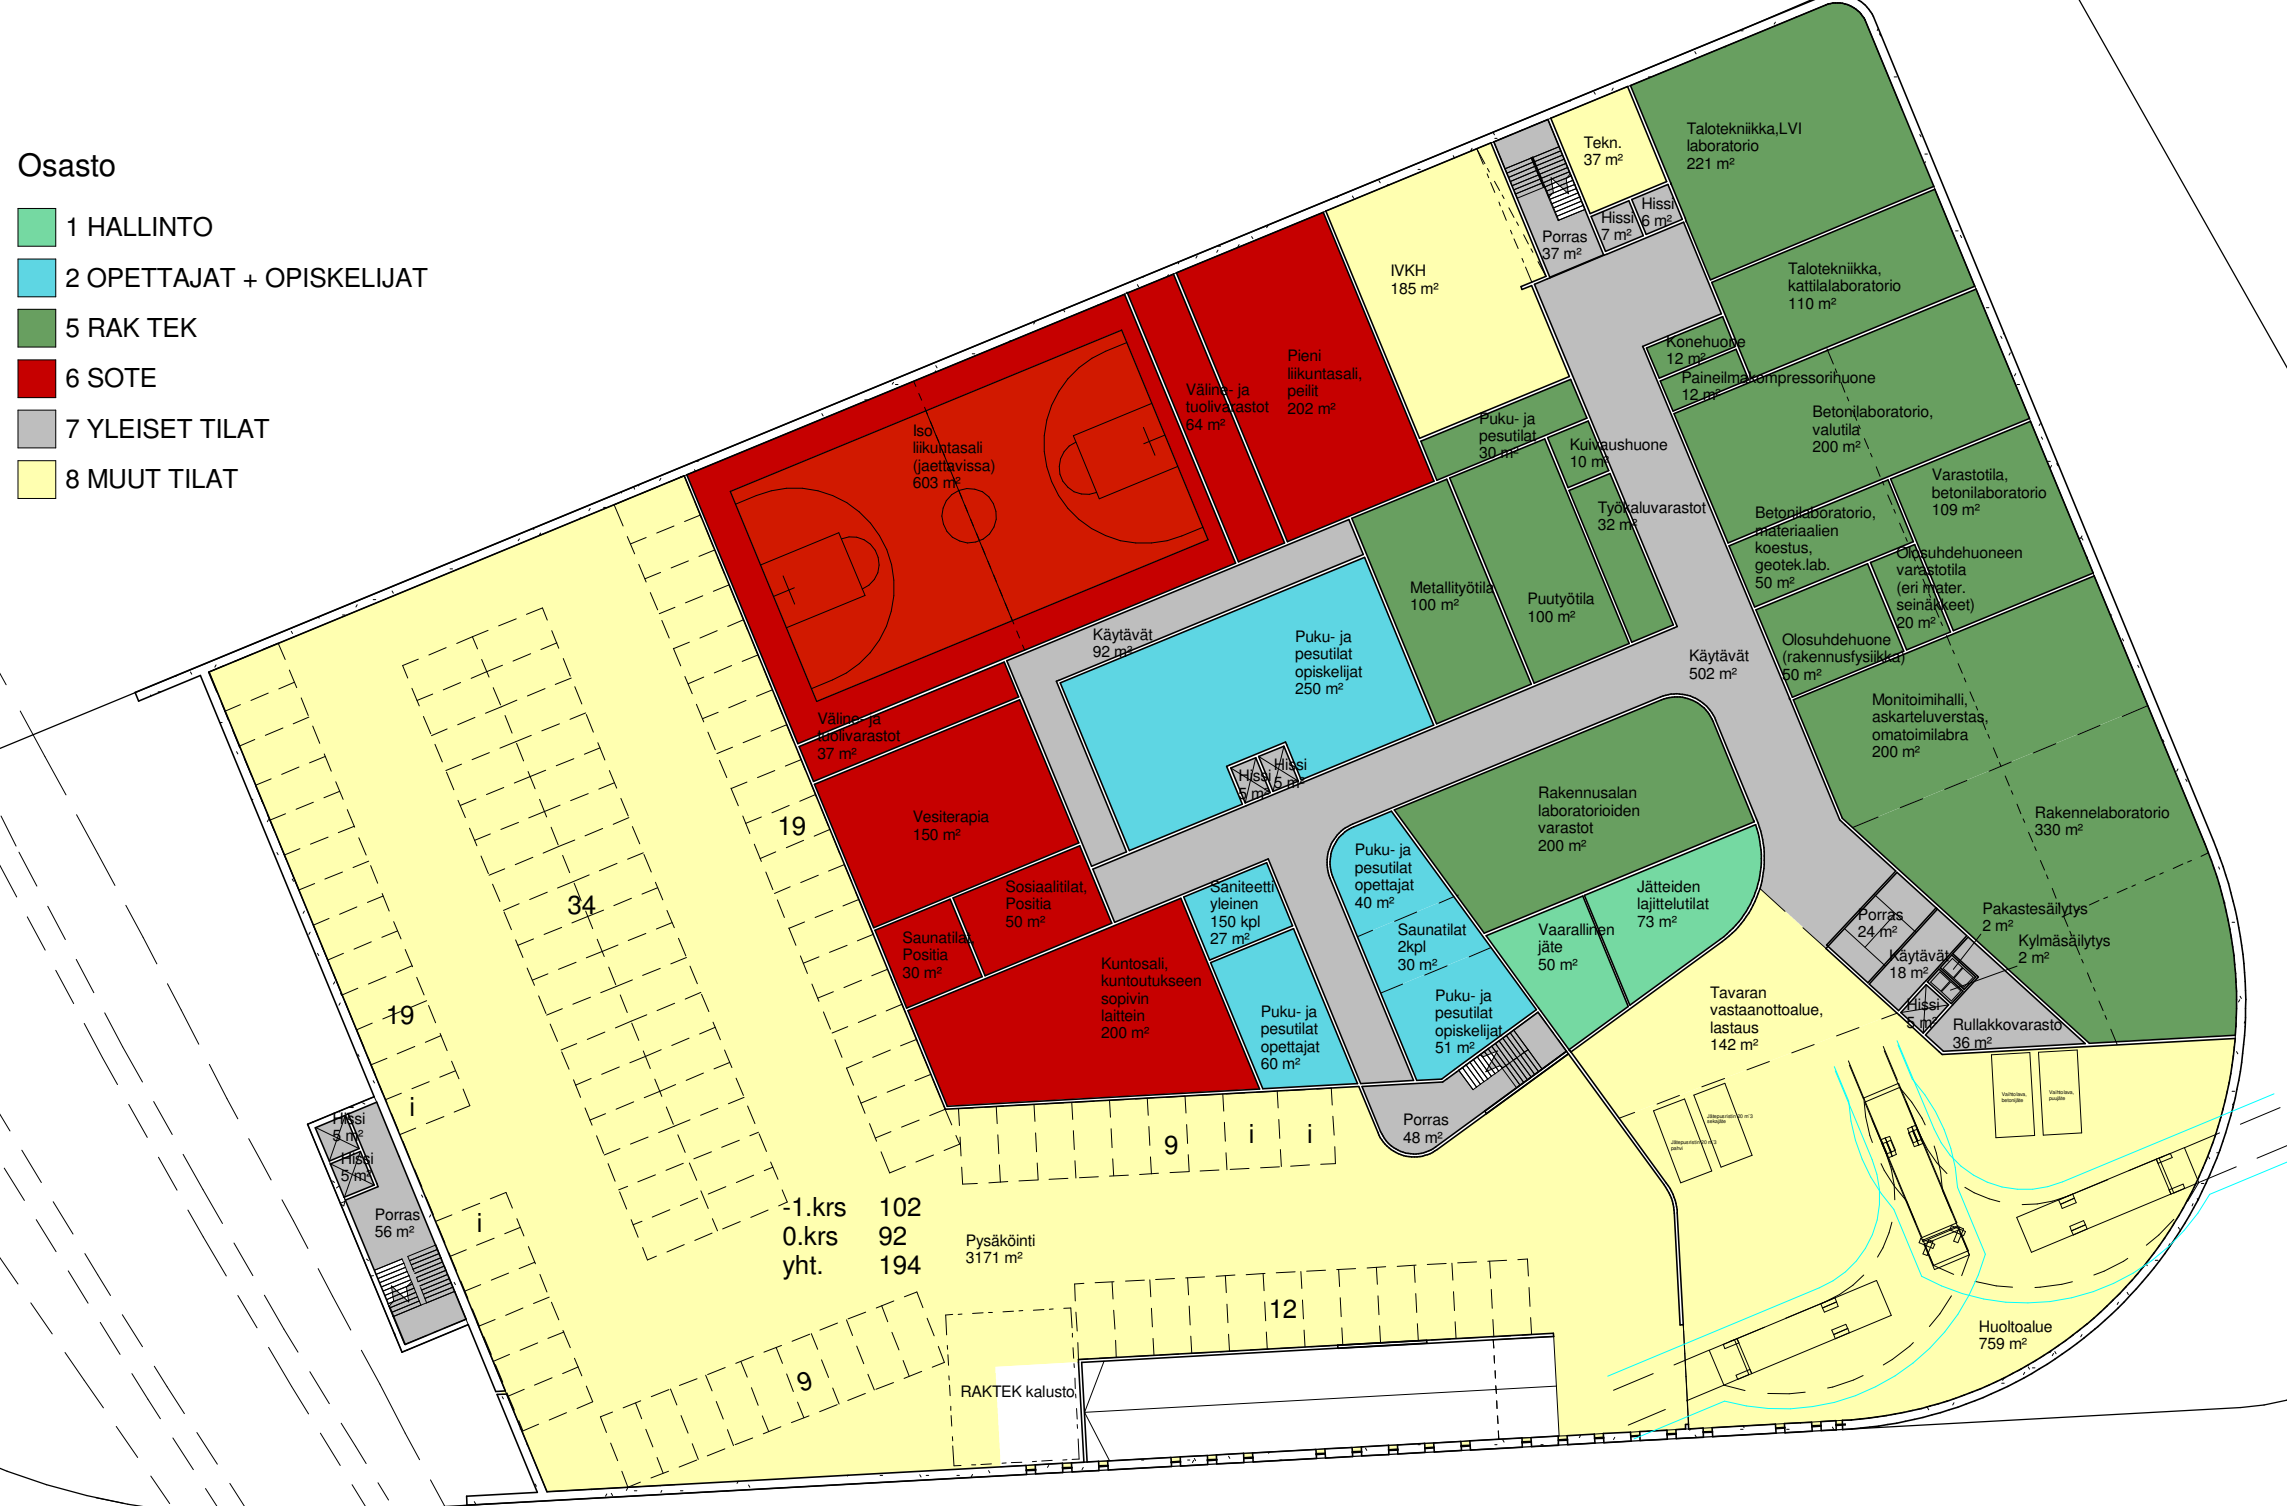 Osasto
1 HALLINTO
2 OPETTAJAT + OPISKELIJAT
5 RAK TEK
6 SOTE
7 YLEISET TILAT
8 MUUT TILAT
Talotekniikka,LVI
laboratorio
221 m²
Tekn.
37 m²
Hissi
6 m²
Hissi
7 m²
Porras
37 m²
IVKH
185 m²
Talotekniikka,
kattilalaboratorio
110 m²
Konehuone
12 m²
Paineilmakompressorihuone
12 m²
Pieni
liikuntasali,
peilit
202 m²
Väline- ja
tuolivarastot
64 m²
Iso
liikuntasali
(jaettavissa)
603 m²
Puku- ja
pesutilat
30 m²
Kuivaushuone
10 m²
Betonilaboratorio,
valutila
200 m²
Varastotila,
betonilaboratorio
109 m²
Työkaluvarastot
32 m²
Betonilaboratorio,
materiaalien
koestus,
geotek.lab.
50 m²
Olosuhdehuoneen
varastotila
(eri mater.
seinäkkeet)
20 m²
Metallityötila
100 m²
Puutyötila
100 m²
Käytävät
92 m²
Puku- ja
pesutilat
opiskelijat
250 m²
Käytävät
502 m²
Olosuhdehuone
(rakennusfysiikka)
50 m²
Monitoimihalli,
askarteluverstas,
omatoimilabra
200 m²
Väline- ja
tuolivarastot
37 m²
Hissi
5 m²
Hissi
5 m²
Vesiterapia
150 m²
Rakennusalan
laboratorioiden
varastot
200 m²
Rakennelaboratorio
330 m²
19
34
19
Puku- ja
pesutilat
opettajat
40 m²
Sosiaalitilat,
Positia
50 m²
Saniteetti
yleinen
150 kpl
27 m²
Jätteiden
lajittelutilat
73 m²
Saunatilat,
Positia
30 m²
Saunatilat
2kpl
30 m²
Vaarallinen
jäte
50 m²
Porras
24 m²
Pakastesäilytys
2 m²
Kylmäsäilytys
2 m²
Käytävät
18 m²
Kuntosali,
kuntoutukseen
sopivin
laittein
200 m²
Puku- ja
pesutilat
opettajat
60 m²
Puku- ja
pesutilat
opiskelijat
51 m²
Tavaran
vastaanottoalue,
lastaus
142 m²
Hissi
5 m²
Rullakkovarasto
36 m²
Vaihtolava,
betonijäte
Vaihtolava,
puujäte
i
Hissi
5 m²
Hissi
5 m²
Porras
56 m²
i
9
i
i
Porras
48 m²
-1.krs 102
0.krs 92
yht. 194
Pysäköinti
3171 m²
12
9
RAKTEK kalusto
Huoltoalue
759 m²